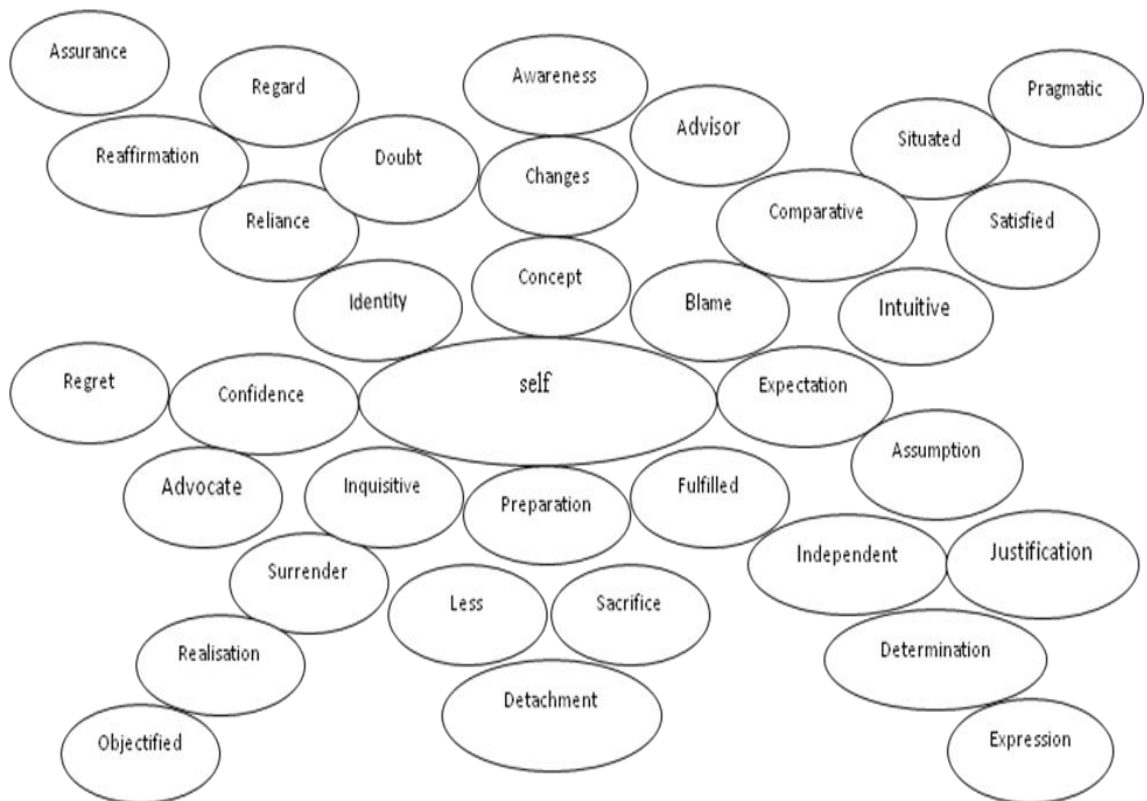 Assurance
Regard
Awareness
Pragmatic
Advisor
Situated
Reaffirmation
Doubt
Changes
Reliance
Comparative
Satisfied
Identity
Concept
Blame
Intuitive
Regret
Confidence
self
Expectation
Assumption
Advocate
Inquisitive
Preparation
Fulfilled
Surrender
Less
Sacrifice
Independent
Justification
Realisation
Detachment
Determination
Objectified
Expression